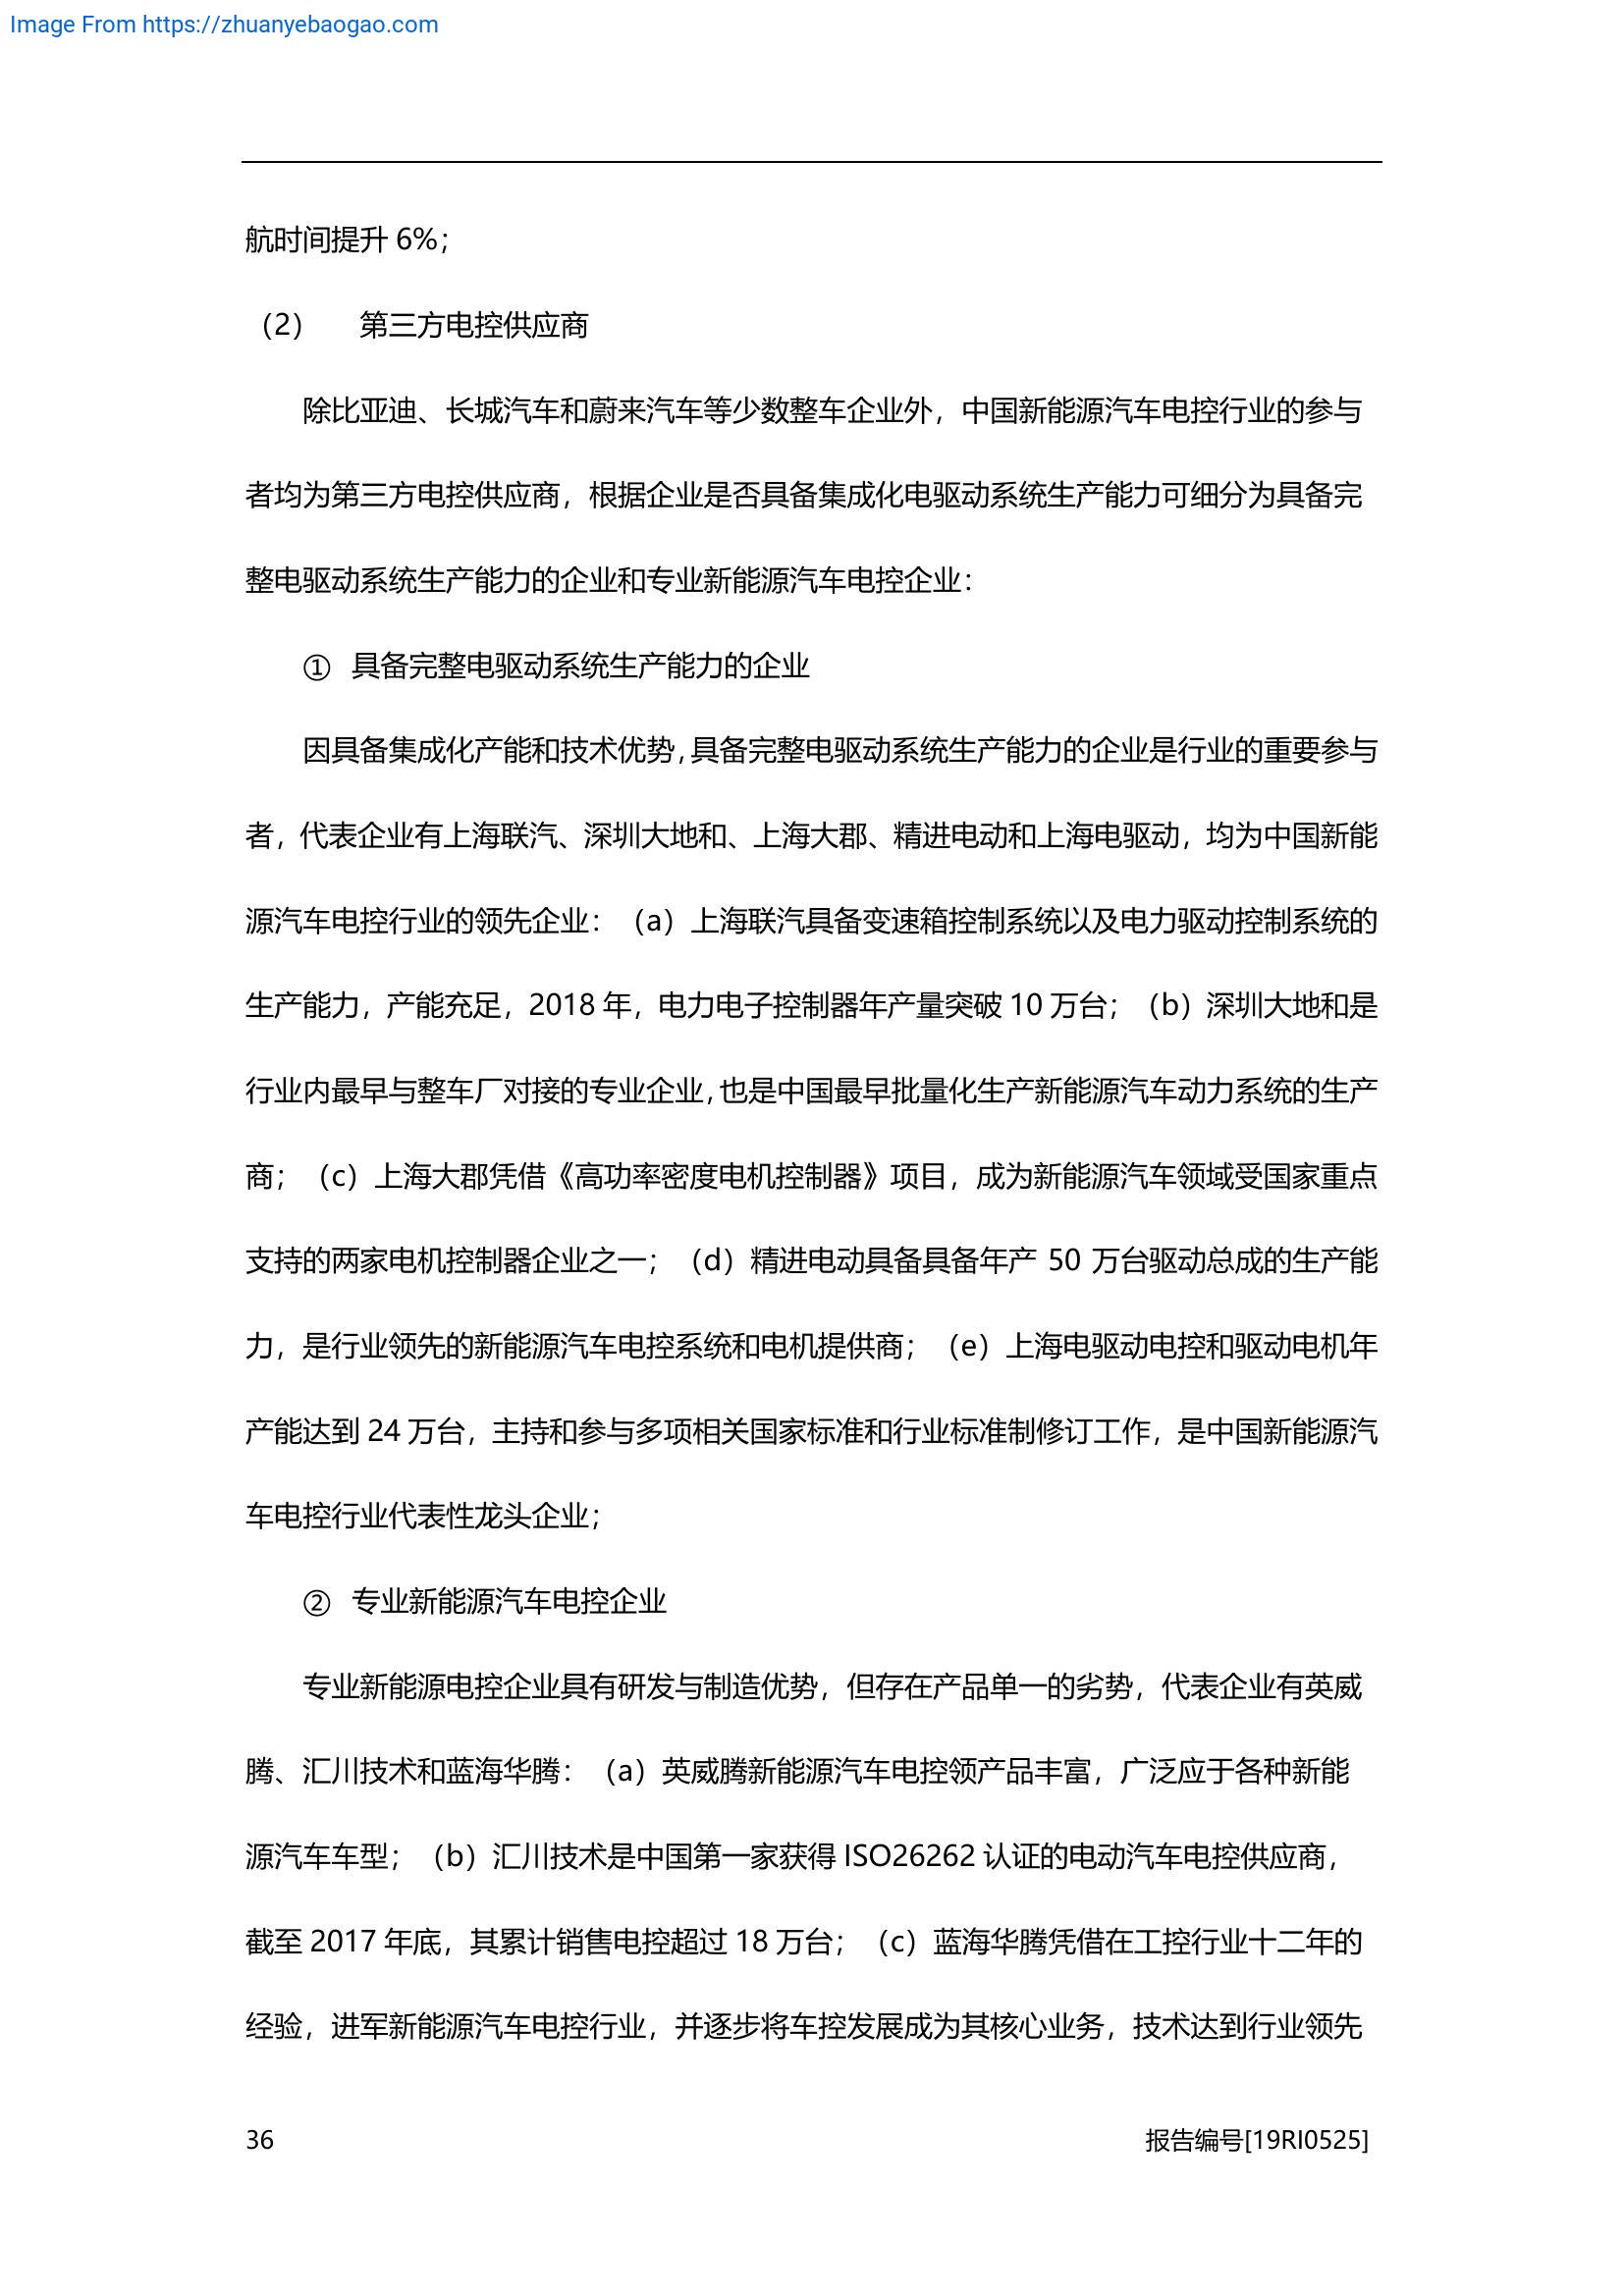 Image From https://zhuanyebaogao.com
航时间提升 6%；
（2） 第三方电控供应商
除比亚迪、长城汽车和蔚来汽车等少数整车企业外，中国新能源汽车电控行业的参与
者均为第三方电控供应商，根据企业是否具备集成化电驱动系统生产能力可细分为具备完
整电驱动系统生产能力的企业和专业新能源汽车电控企业：
① 具备完整电驱动系统生产能力的企业
因具备集成化产能和技术优势，具备完整电驱动系统生产能力的企业是行业的重要参与
者，代表企业有上海联汽、深圳大地和、上海大郡、精进电动和上海电驱动，均为中国新能
源汽车电控行业的领先企业：（a）上海联汽具备变速箱控制系统以及电力驱动控制系统的
生产能力，产能充足，2018 年，电力电子控制器年产量突破 10 万台；（b）深圳大地和是
行业内最早与整车厂对接的专业企业，也是中国最早批量化生产新能源汽车动力系统的生产
商；（c）上海大郡凭借《高功率密度电机控制器》项目，成为新能源汽车领域受国家重点
支持的两家电机控制器企业之一；（d）精进电动具备具备年产 50 万台驱动总成的生产能
力，是行业领先的新能源汽车电控系统和电机提供商；（e）上海电驱动电控和驱动电机年
产能达到 24 万台，主持和参与多项相关国家标准和行业标准制修订工作，是中国新能源汽
车电控行业代表性龙头企业；
② 专业新能源汽车电控企业
专业新能源电控企业具有研发与制造优势，但存在产品单一的劣势，代表企业有英威
腾、汇川技术和蓝海华腾：（a）英威腾新能源汽车电控领产品丰富，广泛应于各种新能
源汽车车型；（b）汇川技术是中国第一家获得 ISO26262 认证的电动汽车电控供应商，
截至 2017 年底，其累计销售电控超过 18 万台；（c）蓝海华腾凭借在工控行业十二年的
经验，进军新能源汽车电控行业，并逐步将车控发展成为其核心业务，技术达到行业领先
36 报告编号[19RI0525]